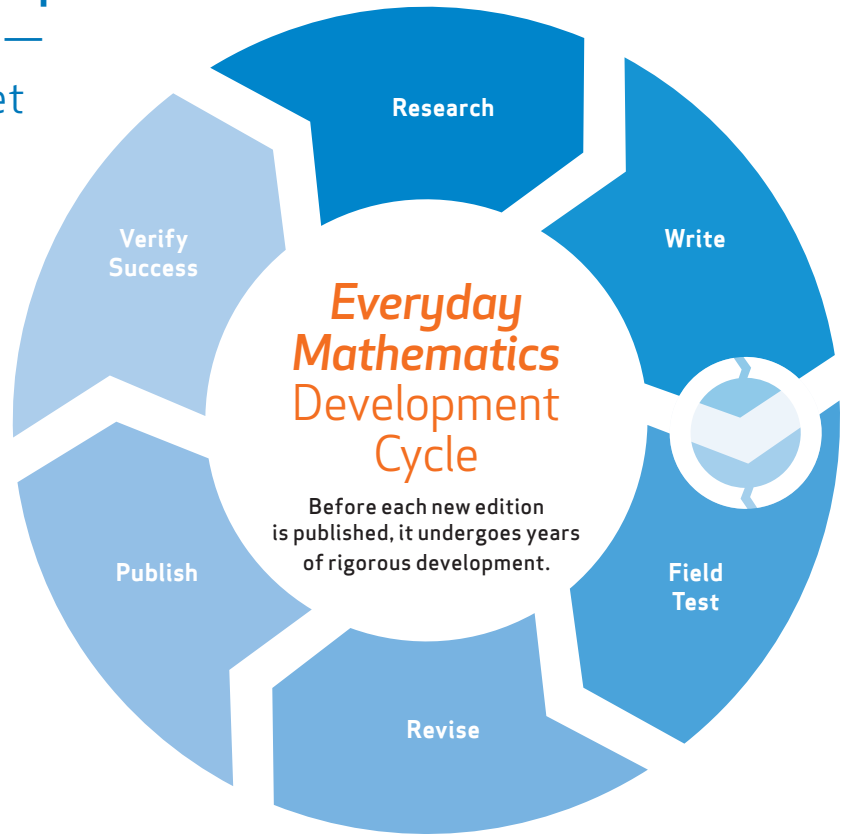 et
Research
Write
Verify
Success
Everyday
Mathematics
Development
Cycle
Before each new edition
is published, it undergoes years
of rigorous development.
Publish
Field
Test
Revise